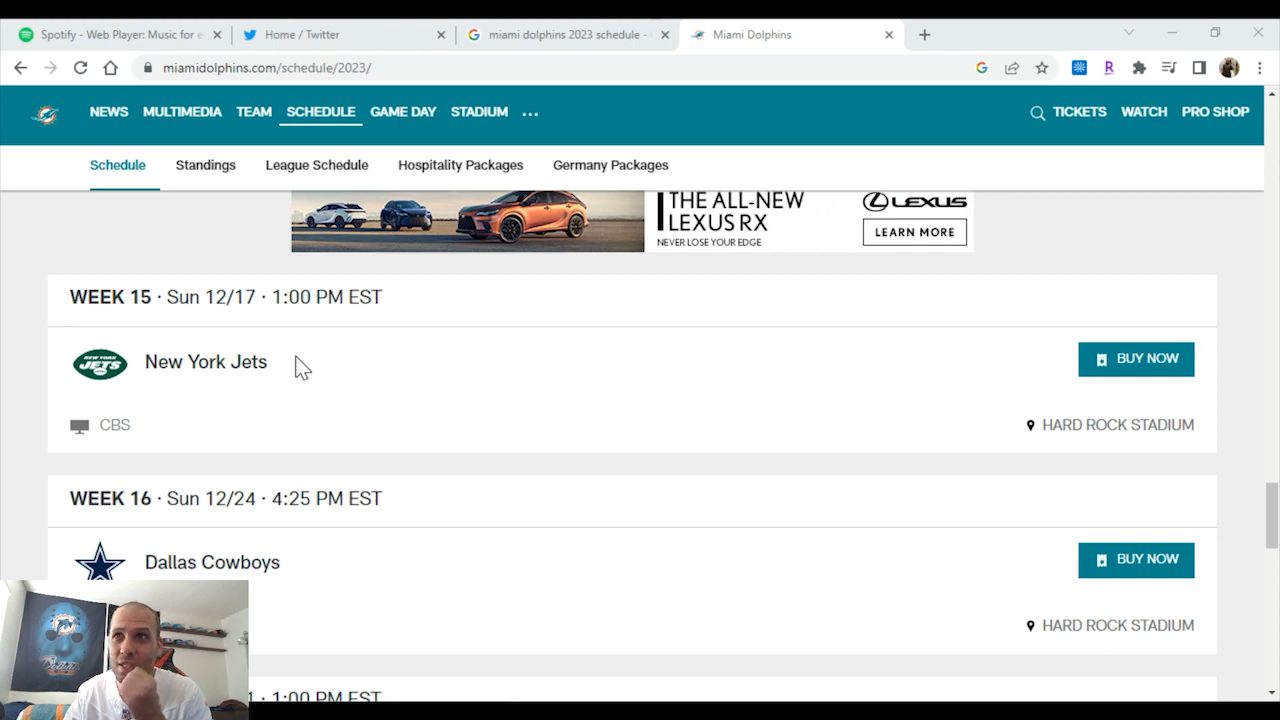 Spotify - Web Player: Music for e
Home / Twitter
miami dolphins 2023 schedule -
Miami Dolphins
miamidolphins.com/schedule/2023/
NEWS MULTIMEDIA TEAM SCHEDULE GAME DAY STADIUM ... TICKETS WATCH PRO SHOP
Schedule Standings League Schedule Hospitality Packages Germany Packages
THE ALL-NEW
LEXUS RX
NEVER LOSE YOUR EDGE
LEXUS
LEARN MORE
WEEK 15 · Sun 12/17 · 1:00 PM EST
NEW YORK
JETS
New York Jets
BUY NOW
CBS
HARD ROCK STADIUM
WEEK 16 · Sun 12/24 · 4:25 PM EST
Dallas Cowboys
BUY NOW
HARD ROCK STADIUM
1 · 1:00 PM EST